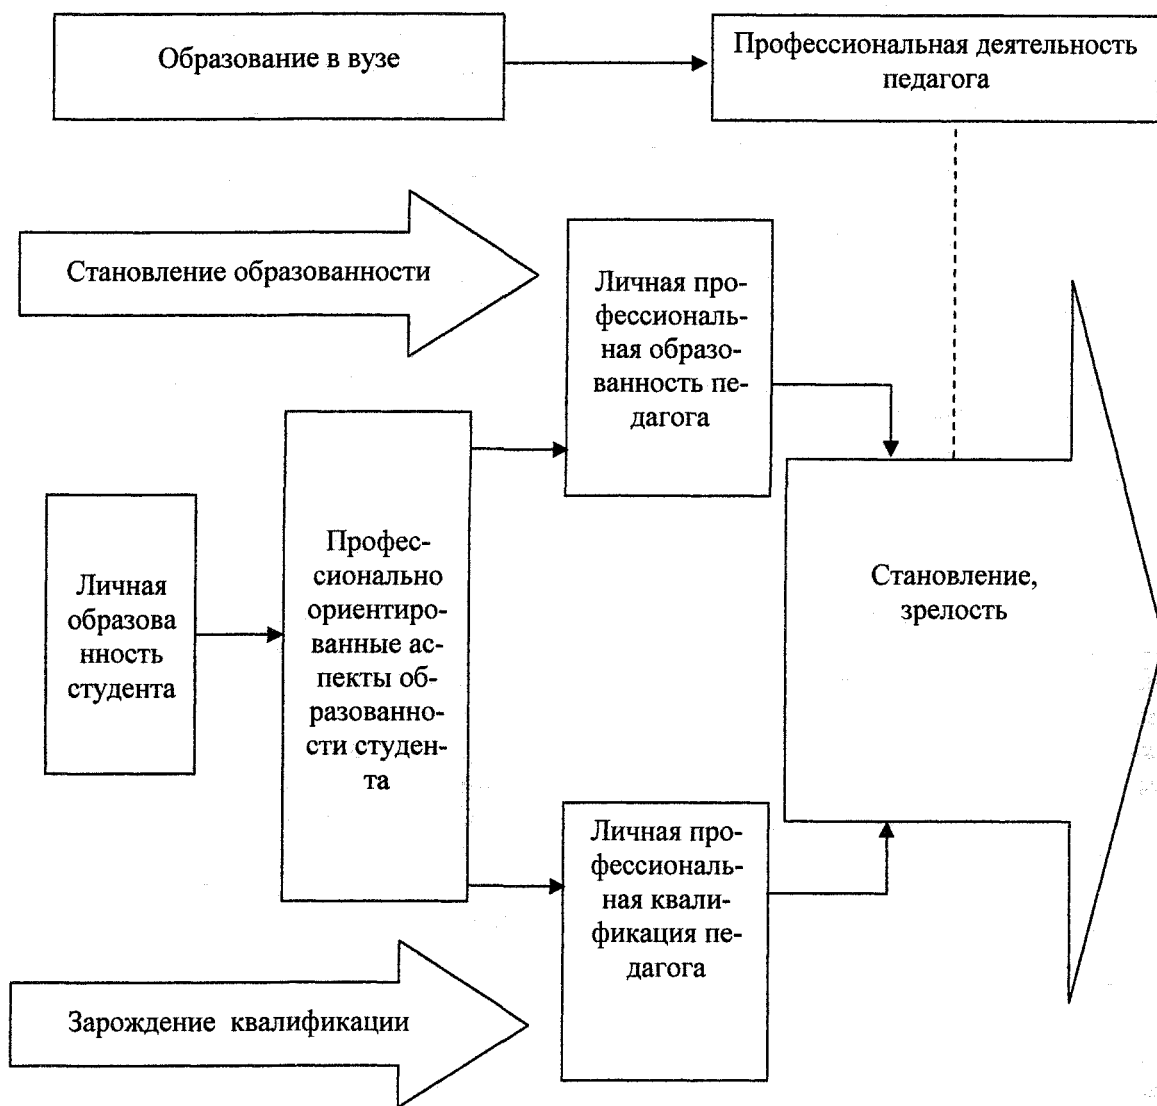 Образование в вузе
Профессиональная деятельность
педагога
Становление образованности
Личная про-
фессиональ-
ная образо-
ванность пе-
дагога
Личная
образова
нность
студента
Профес-
сионально
ориентиро-
ванные ас-
пекты об-
разованно-
сти студен-
та
Становление,
зрелость
Личная про-
фессиональ-
ная квали-
фикация пе-
дагога
Зарождение квалификации